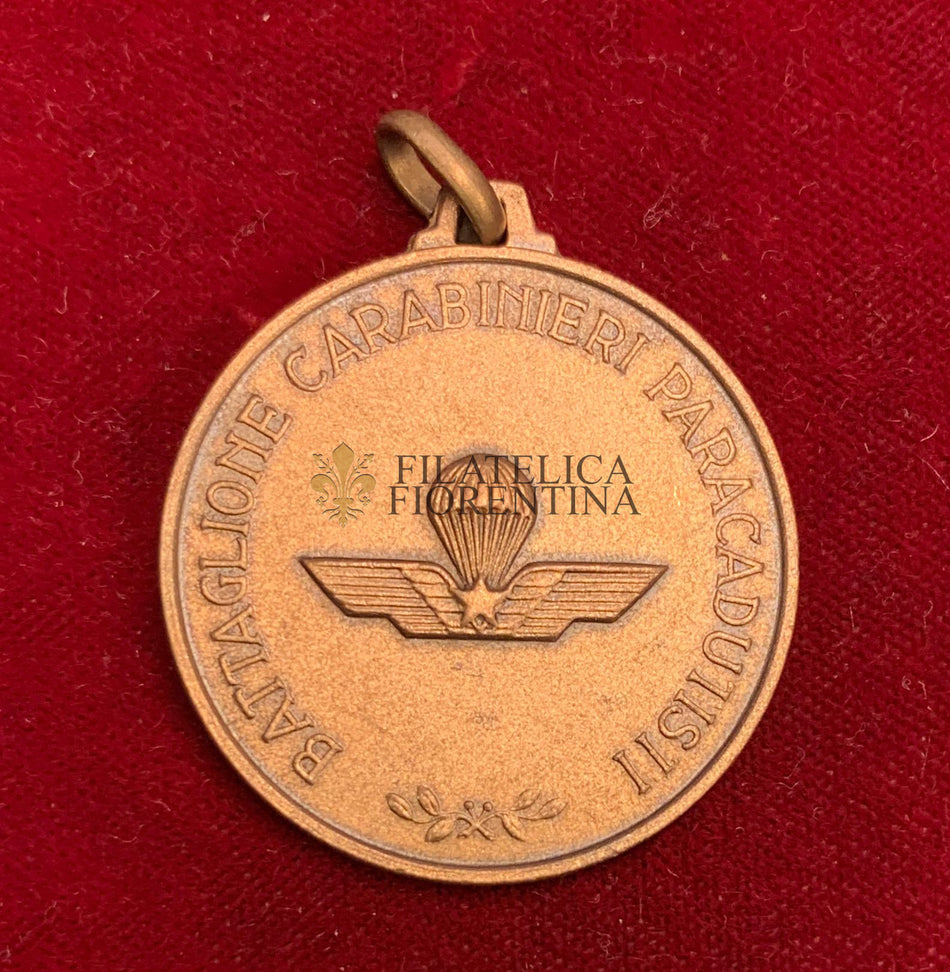 BATTAGLIONE CARABINIERI PARACADUTISTI
FILATELICA
FIORENTINA